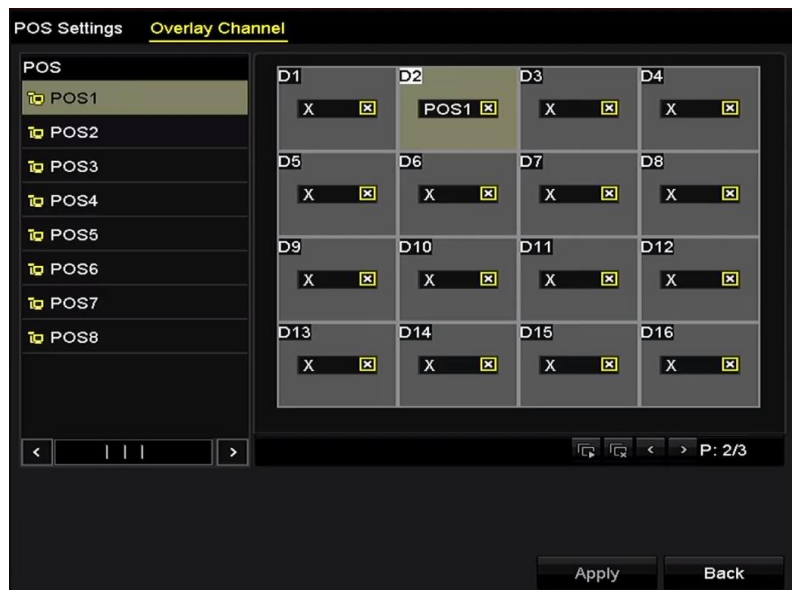 POS Settings Overlay Channel
POS
POS1
POS2
POS3
POS4
POS5
POS6
POS7
POS8
D1 D2 D3 D4
X POS1 X X
D5 D6 D7 D8
X X X X
D9 D10 D11 D12
X X X X
D13 D14 D15 D16
X X X X
P: 2/3
Apply Back